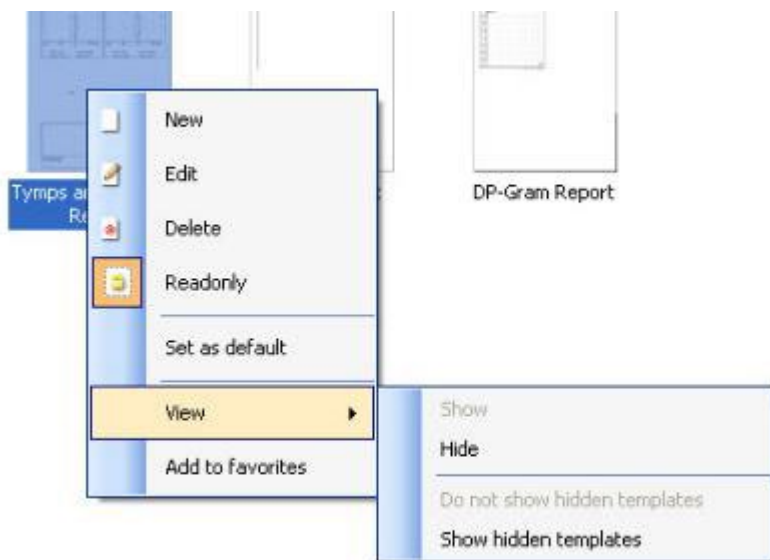 New
Edit
Tymps
DP-Gram Report
Delete
Readonly
Set as default
View
Show
Hide
Add to favorites
Do not show hidden templates
Show hidden templates